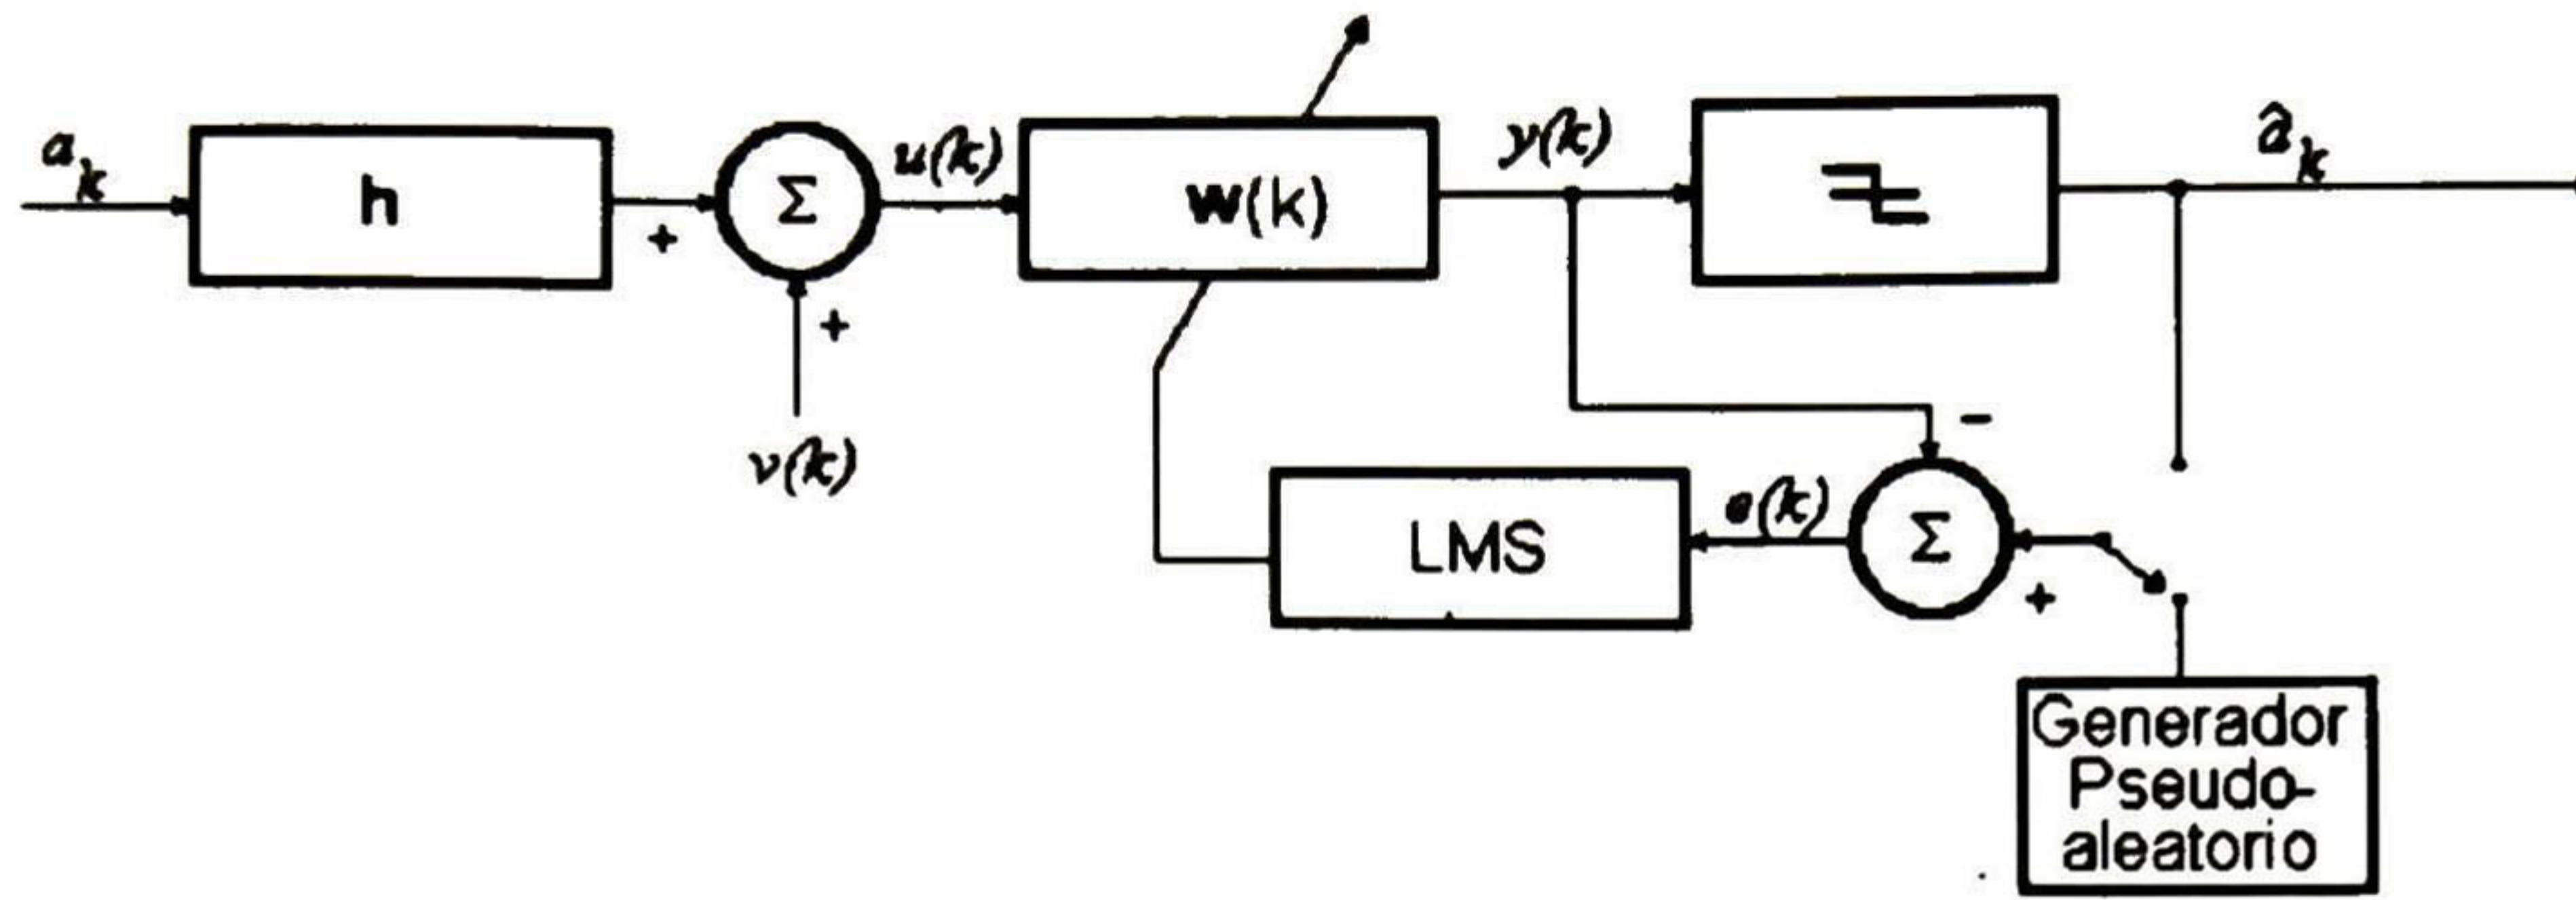 a_k
h
+
Σ
+
v(k)
u(k)
w(k)
y(k)
â_k
−
LMS
e(k)
Σ
+
Generador
Pseudo-
aleatorio